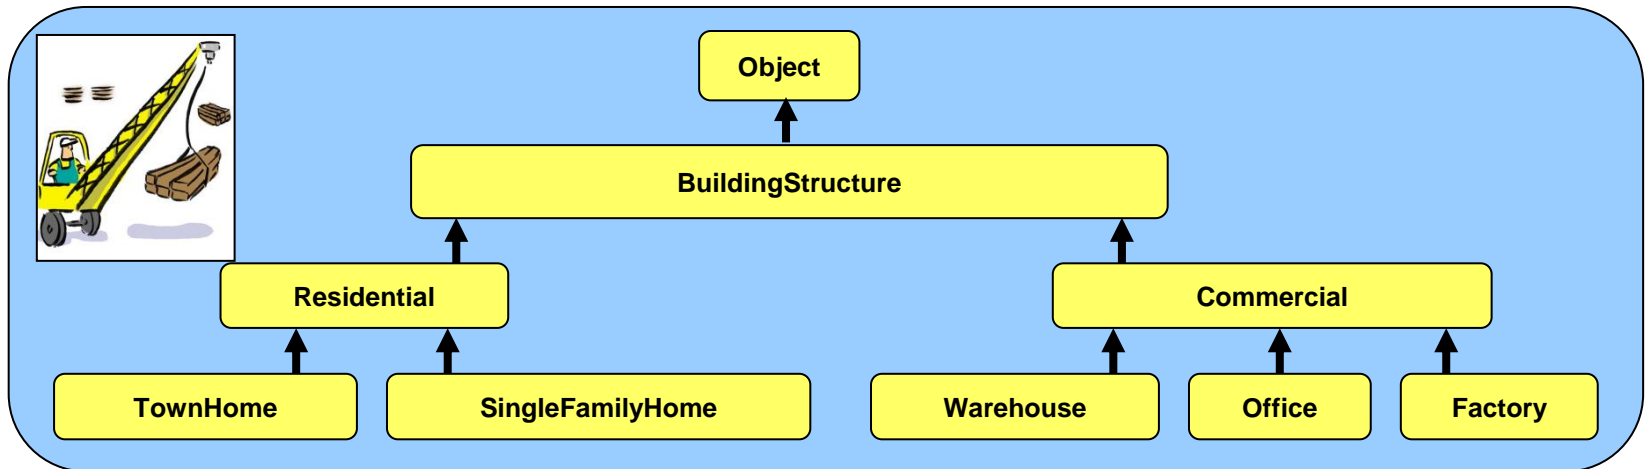 Object
BuildingStructure
Residential
Commercial
TownHome
SingleFamilyHome
Warehouse
Office
Factory